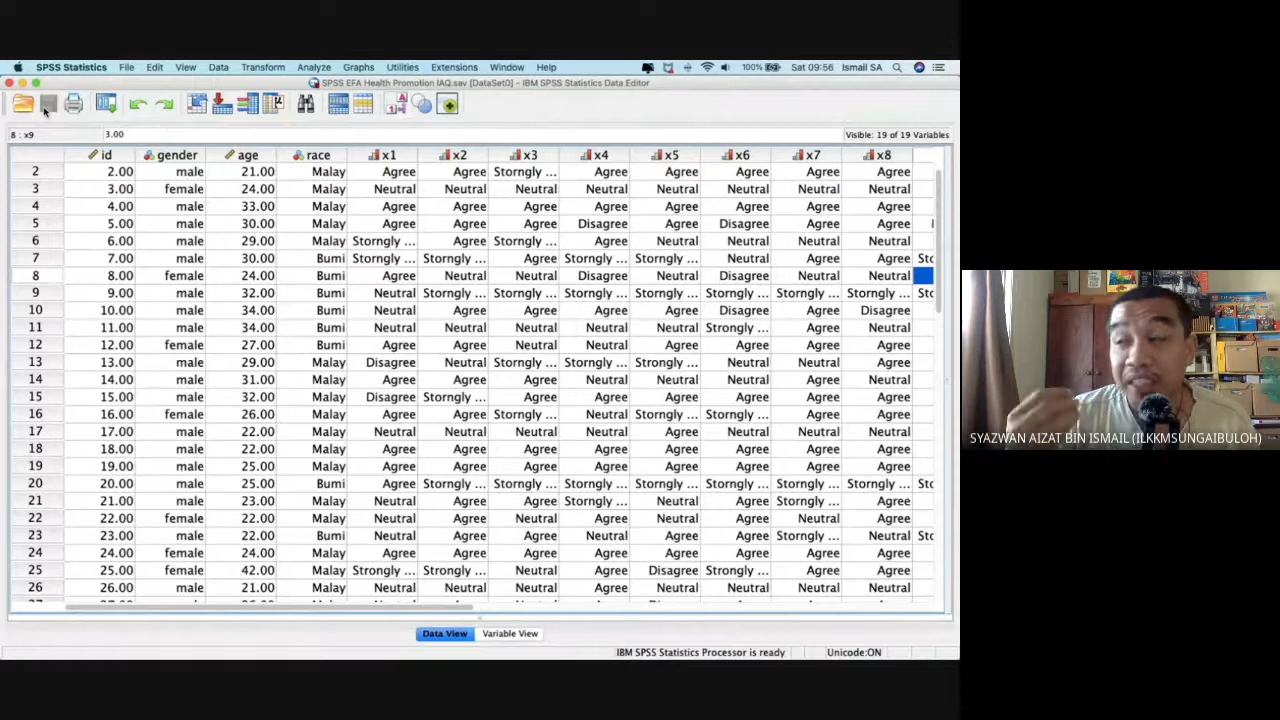 SPSS Statistics File Edit View Data Transform Analyze Graphs Utilities Extensions Window Help 100% Sat 09:56 Ismail SA
SPSS EFA Health Promotion IAQ.sav [DataSet0] – IBM SPSS Statistics Data Editor
8 : x9 3.00 Visible: 19 of 19 Variables
id gender age race x1 x2 x3 x4 x5 x6 x7 x8
2 2.00 male 21.00 Malay Agree Agree Storngly ... Agree Agree Agree Agree Agree
3 3.00 female 24.00 Malay Neutral Neutral Neutral Neutral Neutral Neutral Neutral Neutral
4 4.00 male 33.00 Malay Agree Agree Agree Agree Agree Agree Agree Agree
5 5.00 male 30.00 Malay Agree Agree Agree Disagree Agree Disagree Agree Agree
6 6.00 male 29.00 Malay Storngly ... Agree Storngly ... Agree Neutral Neutral Neutral Agree
7 7.00 male 30.00 Bumi Storngly ... Storngly ... Agree Storngly ... Storngly ... Neutral Agree Agree Sto
8 8.00 female 24.00 Bumi Agree Neutral Neutral Disagree Neutral Disagree Neutral Neutral
9 9.00 male 32.00 Bumi Neutral Storngly ... Storngly ... Storngly ... Storngly ... Storngly ... Storngly ... Storngly ... Sto
10 10.00 male 34.00 Bumi Agree Agree Agree Agree Agree Disagree Agree Disagree
11 11.00 male 34.00 Bumi Neutral Neutral Neutral Neutral Neutral Strongly ... Agree Neutral
12 12.00 female 27.00 Bumi Agree Neutral Agree Agree Neutral Neutral Agree Agree
13 13.00 male 29.00 Malay Disagree Neutral Storngly ... Storngly ... Strongly ... Neutral Neutral Agree
14 14.00 male 31.00 Malay Agree Agree Agree Neutral Neutral Neutral Agree Neutral
15 15.00 male 32.00 Malay Disagree Storngly ... Agree Agree Agree Agree Agree Agree
16 16.00 female 26.00 Malay Agree Agree Storngly ... Neutral Storngly ... Storngly ... Agree Agree
17 17.00 male 22.00 Malay Neutral Neutral Neutral Neutral Agree Neutral Neutral Neutral
18 18.00 male 22.00 Malay Agree Agree Agree Agree Agree Agree Agree Agree
19 19.00 male 25.00 Malay Agree Agree Agree Agree Agree Agree Agree Agree
20 20.00 male 25.00 Bumi Agree Storngly ... Storngly ... Storngly ... Storngly ... Storngly ... Storngly ... Storngly ... Sto
21 21.00 male 23.00 Malay Neutral Agree Agree Storngly ... Neutral Agree Storngly ... Agree
22 22.00 female 22.00 Malay Neutral Agree Neutral Agree Neutral Agree Neutral Agree
23 23.00 male 22.00 Bumi Neutral Agree Agree Neutral Agree Agree Storngly ... Neutral Sto
24 24.00 female 24.00 Malay Agree Agree Agree Agree Agree Agree Agree Agree
25 25.00 female 42.00 Malay Strongly ... Strongly ... Neutral Agree Disagree Strongly ... Agree Agree
26 26.00 male 21.00 Malay Neutral Neutral Neutral Agree Neutral Neutral Neutral Neutral
Data View Variable View
IBM SPSS Statistics Processor is ready Unicode:ON
SYAZWAN AIZAT BIN ISMAIL (ILKKMSUNGAIBULOH)